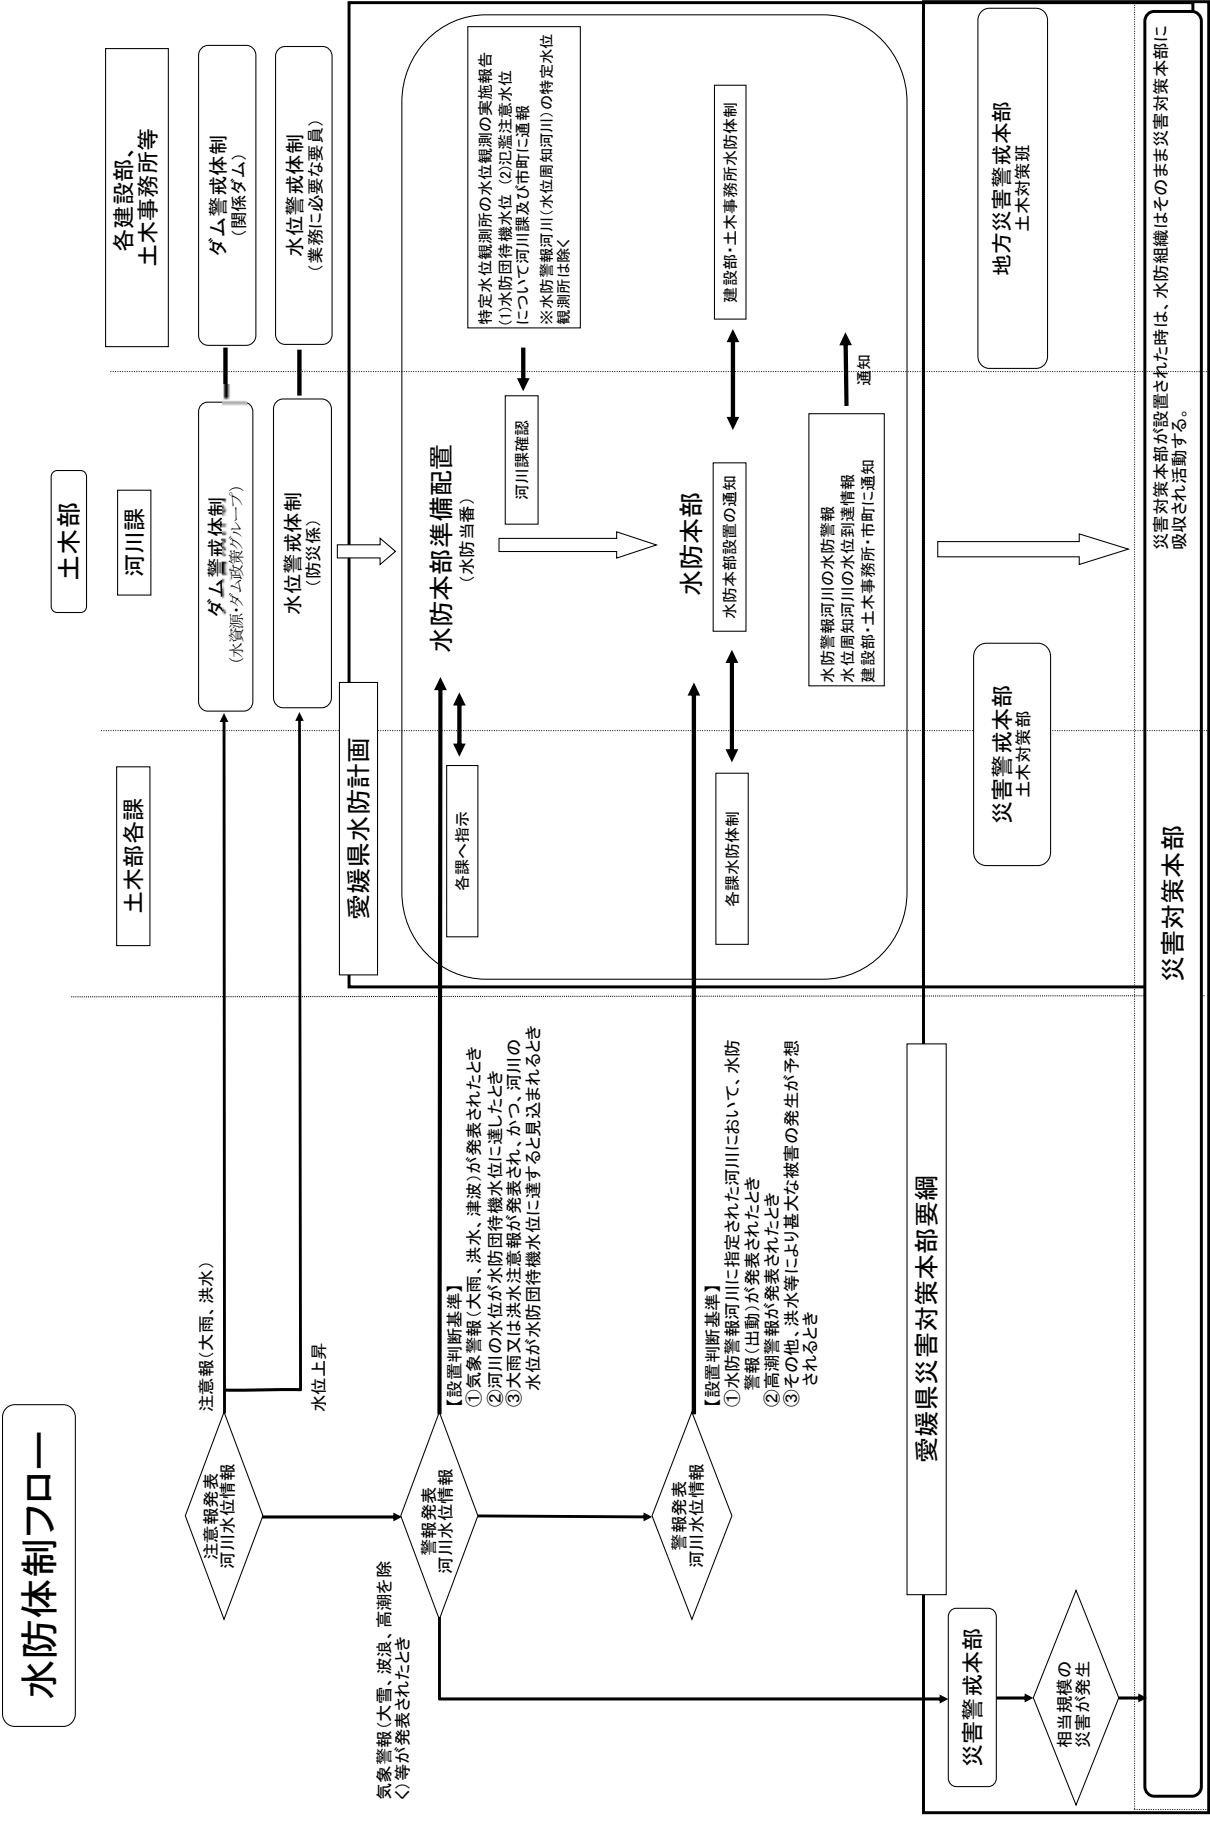 水防体制フロー
土木部
土木部各課
河川課
各建設部、
土木事務所等
注意報発表
河川水位情報
注意報(大雨、洪水)
水位上昇
ダム警戒体制
(水資源・ダム政策グループ)
ダム警戒体制
(関係ダム)
水位警戒体制
(防災係)
水位警戒体制
(業務に必要な要員)
愛媛県水防計画
気象警報(大雪、波浪、高潮を除
く)等が発表されたとき
警報発表
河川水位情報
【設置判断基準】
①気象警報(大雨、洪水、津波)が発表されたとき
②河川の水位が水防団待機水位に達したとき
③大雨又は洪水注意報が発表され、かつ、河川の
水位が水防団待機水位に達すると見込まれるとき
水防本部準備配置
(水防当番)
各課へ指示
河川課確認
特定水位観測所の水位観測の実施報告
(1)水防団待機水位 (2)氾濫注意水位
について河川課及び市町に通報
※水防警報河川(水位周知河川)の特定水位
観測所は除く
警報発表
河川水位情報
【設置判断基準】
①水防警報河川に指定された河川において、水防
警報(出動)が発表されたとき
②高潮警報が発表されたとき
③その他、洪水等により甚大な被害の発生が予想
されるとき
水防本部
各課水防体制
水防本部設置の通知
建設部・土木事務所水防体制
水防警報河川の水防警報
水位周知河川の水位到達情報
建設部・土木事務所・市町に通知
通知
愛媛県災害対策本部要綱
災害警戒本部
災害警戒本部
土木対策部
地方災害警戒本部
土木対策班
相当規模の
災害が発生
災害対策本部
災害対策本部が設置された時は、水防組織はそのまま災害対策本部に
吸収され活動する。